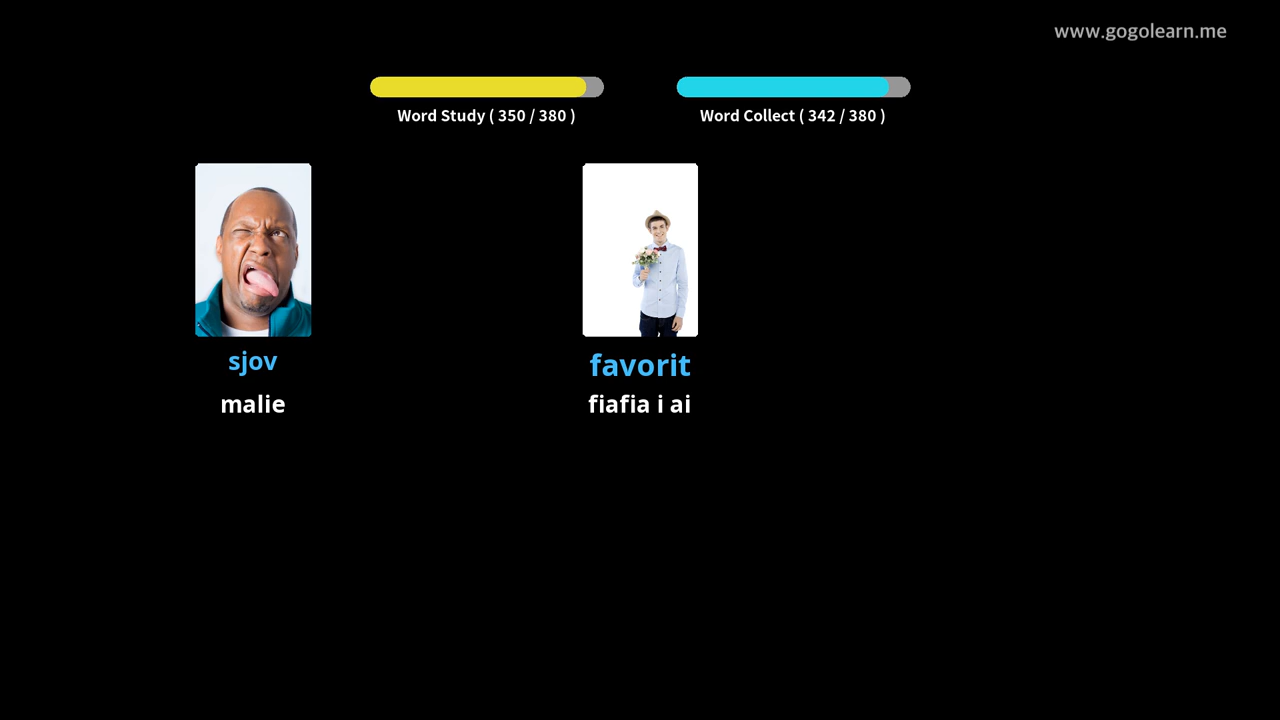 www.gogolearn.me
Word Study ( 350 / 380 )
Word Collect ( 342 / 380 )
sjov
malie
favorit
fiafia i ai